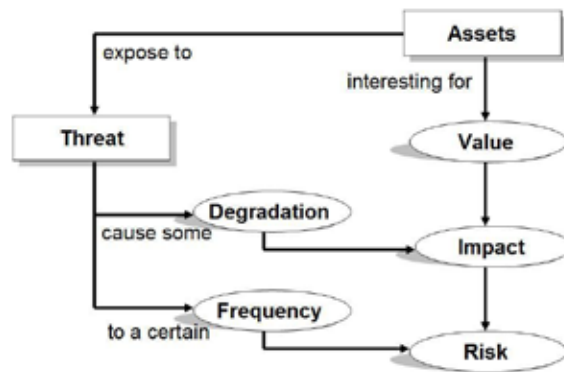 Assets
expose to
interesting for
Threat
Value
Degradation
cause some
Impact
Frequency
to a certain
Risk